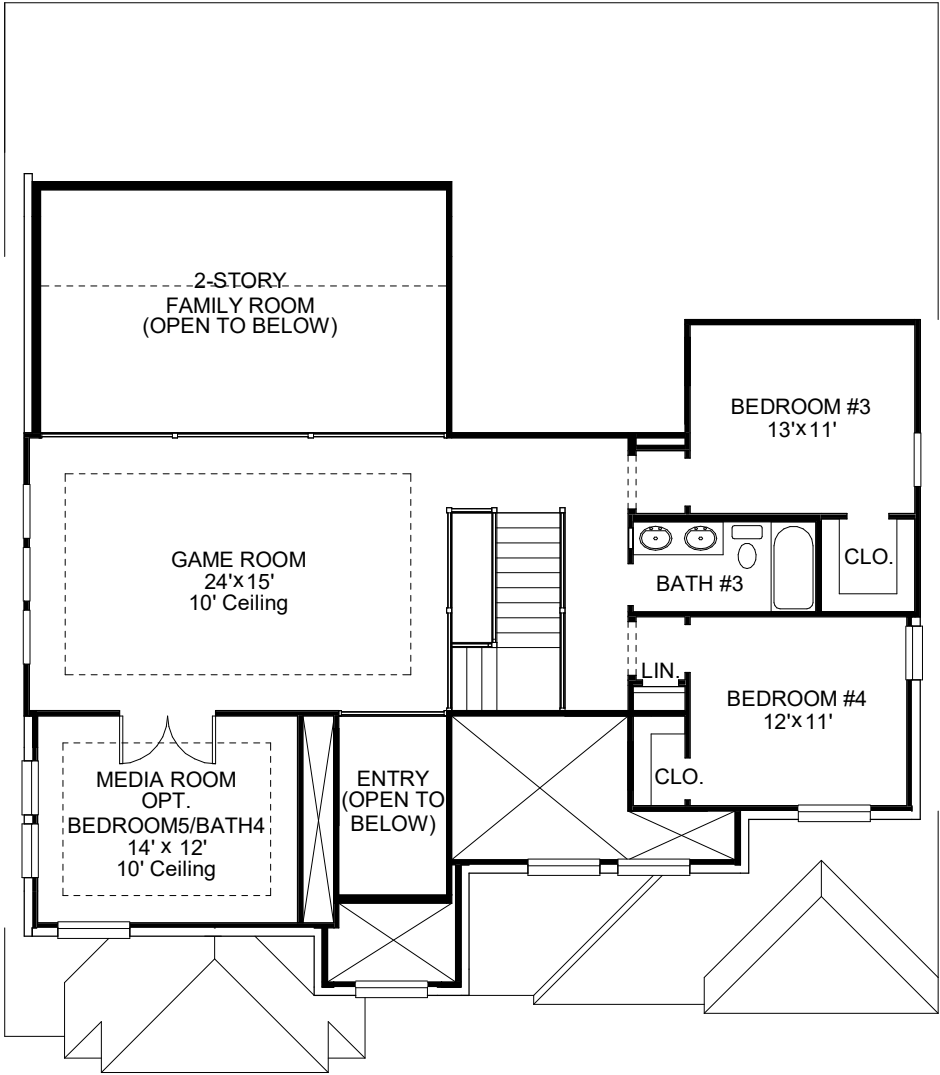 2-STORY
FAMILY ROOM
(OPEN TO BELOW)
BEDROOM #3
13'x11'
GAME ROOM
24'x15'
10' Ceiling
CLO.
BATH #3
LIN.
BEDROOM #4
12'x11'
CLO.
MEDIA ROOM
OPT.
BEDROOM5/BATH4
14' x 12'
10' Ceiling
ENTRY
(OPEN TO
BELOW)